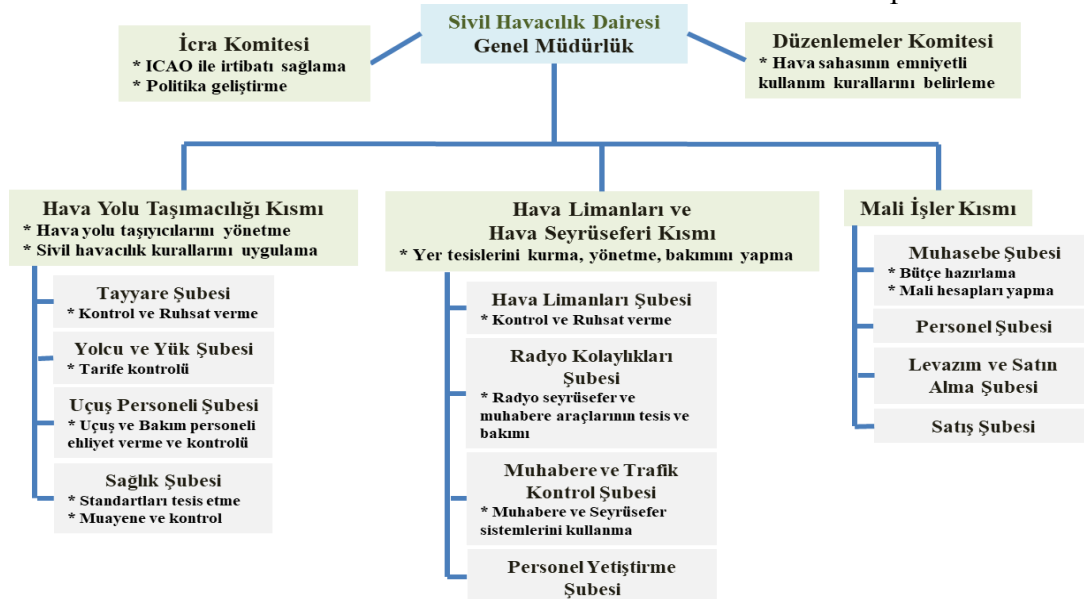 Sivil Havacılık Dairesi
Genel Müdürlük
İcra Komitesi
* ICAO ile irtibatı sağlama
* Politika geliştirme
Düzenlemeler Komitesi
* Hava sahasının emniyetli
kullanım kurallarını belirleme
Hava Yolu Taşımacılığı Kısmı
* Hava yolu taşıyıcılarını yönetme
* Sivil havacılık kurallarını uygulama
Tayyare Şubesi
* Kontrol ve Ruhsat verme
Yolcu ve Yük Şubesi
* Tarife kontrolü
Uçuş Personeli Şubesi
* Uçuş ve Bakım personeli
ehliyet verme ve kontrolü
Sağlık Şubesi
* Standartları tesis etme
* Muayene ve kontrol
Hava Limanları ve
Hava Seyrüseferi Kısmı
* Yer tesislerini kurma, yönetme, bakımını yapma
Hava Limanları Şubesi
* Kontrol ve Ruhsat verme
Radyo Kolaylıkları
Şubesi
* Radyo seyrüsefer ve
muhabere araçlarının tesis ve
bakımı
Muhabere ve Trafik
Kontrol Şubesi
* Muhabere ve Seyrüsefer
sistemlerini kullanma
Personel Yetiştirme
Şubesi
Mali İşler Kısmı
Muhasebe Şubesi
* Bütçe hazırlama
* Mali hesapları yapma
Personel Şubesi
Levazım ve Satın
Alma Şubesi
Satış Şubesi